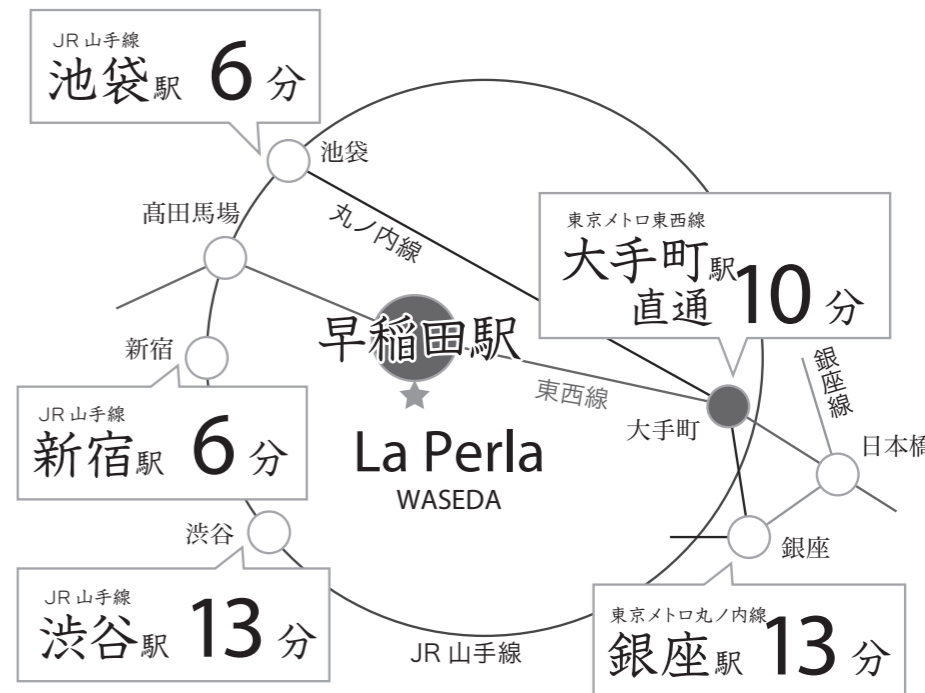 JR 山手線
池袋駅 6 分
池袋
髙田馬場
丸ノ内線
東京メトロ東西線
大手町駅
直通 10 分
早稲田駅
新宿
銀座線
東西線
大手町
日本橋
JR 山手線
新宿駅 6 分
La Perla
WASEDA
渋谷
銀座
JR 山手線
渋谷駅 13 分
JR 山手線
東京メトロ丸ノ内線
銀座駅 13 分